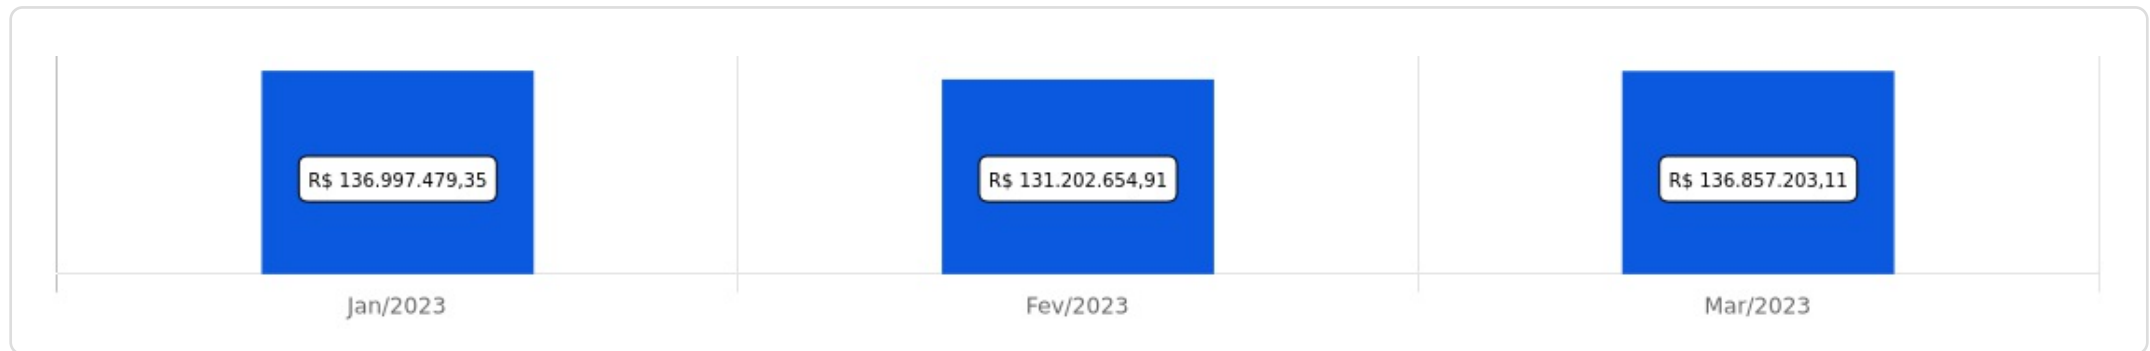 R$ 136.997.479,35
R$ 131.202.654,91
R$ 136.857.203,11
Jan/2023
Fev/2023
Mar/2023